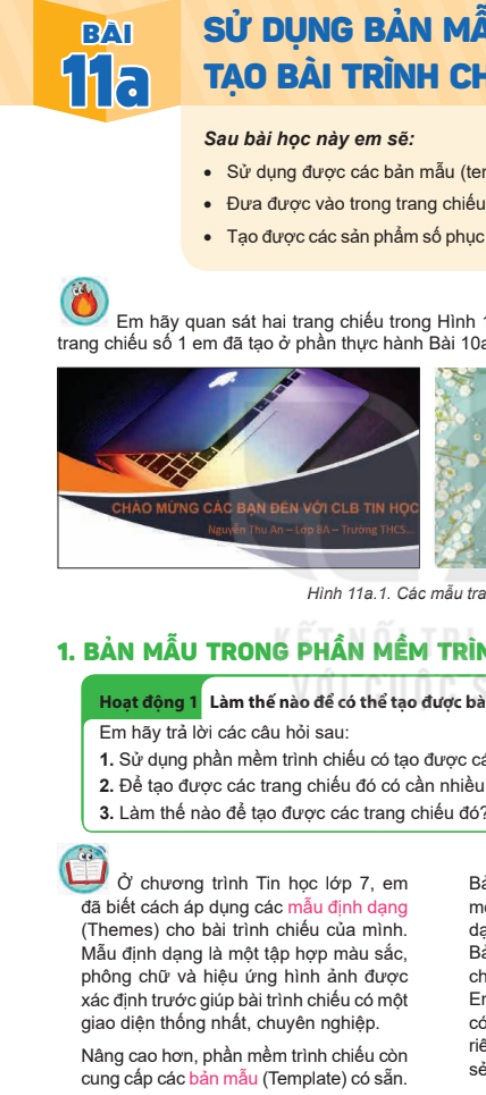 BÀI
11a
SỬ DỤNG BẢN MẪ
TẠO BÀI TRÌNH CH
Sau bài học này em sẽ:
• Sử dụng được các bản mẫu (ter
• Đưa được vào trong trang chiếu
• Tạo được các sản phẩm số phục
Em hãy quan sát hai trang chiếu trong Hình 1
trang chiếu số 1 em đã tạo ở phần thực hành Bài 10a
CHÀO MỪNG CÁC BẠN ĐẾN VỚI CLB TIN HỌC
Nguyễn Thu An – Lớp 8A – Trường THCS...
Hình 11a.1. Các mẫu tra
KẾT NỐI TRI
1. BẢN MẪU TRONG PHẦN MỀM TRÌN
VỚI CUỘC S
Hoạt động 1 Làm thế nào để có thể tạo được bà
Em hãy trả lời các câu hỏi sau:
1. Sử dụng phần mềm trình chiếu có tạo được cá
2. Để tạo được các trang chiếu đó có cần nhiều
3. Làm thế nào để tạo được các trang chiếu đó?
Ở chương trình Tin học lớp 7, em
đã biết cách áp dụng các mẫu định dạng
(Themes) cho bài trình chiếu của mình.
Mẫu định dạng là một tập hợp màu sắc,
phông chữ và hiệu ứng hình ảnh được
xác định trước giúp bài trình chiếu có một
giao diện thống nhất, chuyên nghiệp.
Nâng cao hơn, phần mềm trình chiếu còn
cung cấp các bản mẫu (Template) có sẵn.